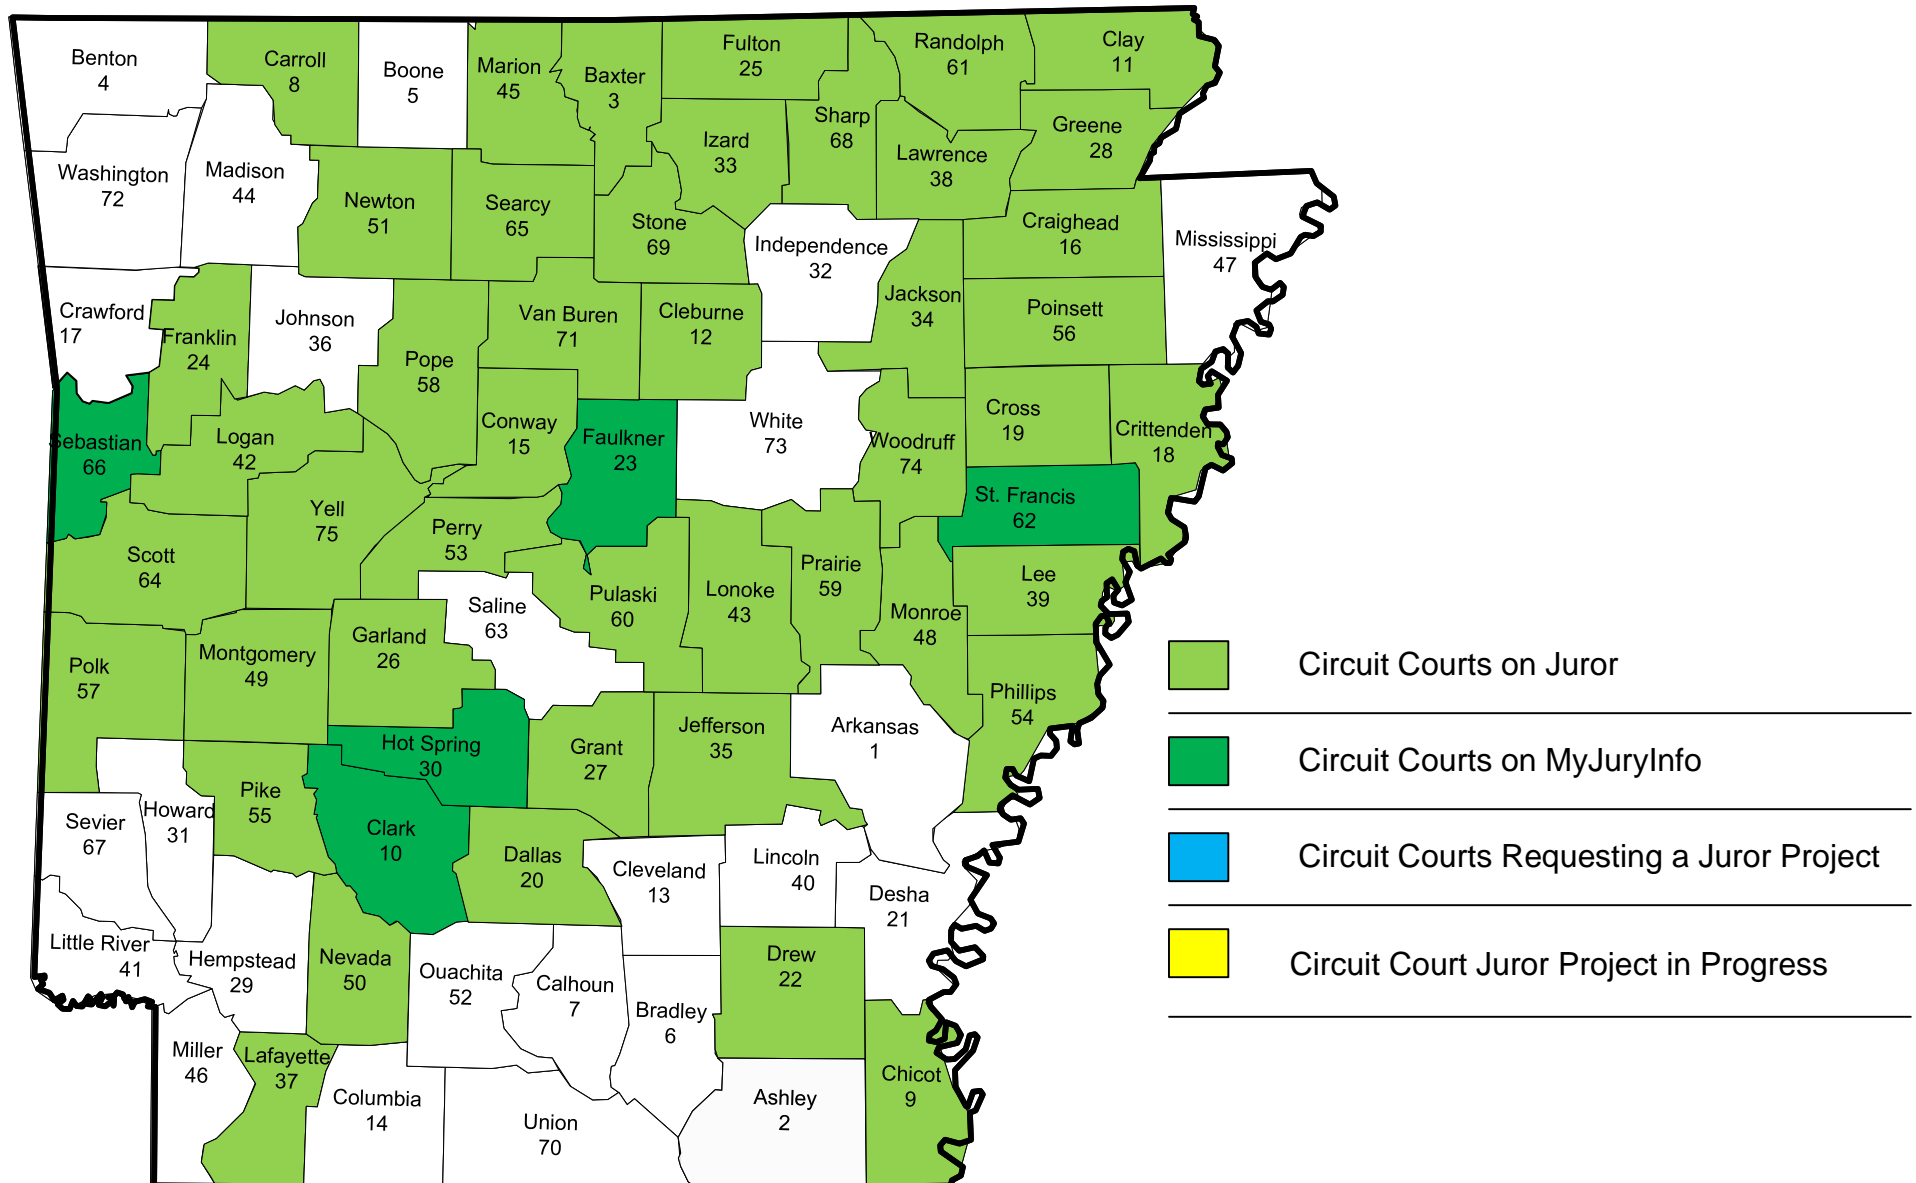 Benton
4
Carroll
8
Boone
5
Marion
45
Baxter
3
Fulton
25
Randolph
61
Clay
11
Washington
72
Madison
44
Newton
51
Searcy
65
Stone
69
Izard
33
Sharp
68
Lawrence
38
Greene
28
Independence
32
Craighead
16
Mississippi
47
Crawford
17
Franklin
24
Johnson
36
Pope
58
Van Buren
71
Cleburne
12
Jackson
34
Poinsett
56
Sebastian
66
Logan
42
Yell
75
Conway
15
Faulkner
23
White
73
Woodruff
74
Cross
19
Crittenden
18
St. Francis
62
Scott
64
Perry
53
Saline
63
Pulaski
60
Lonoke
43
Prairie
59
Monroe
48
Lee
39
Polk
57
Montgomery
49
Garland
26
Phillips
54
Hot Spring
30
Grant
27
Jefferson
35
Arkansas
1
Sevier
67
Howard
31
Pike
55
Clark
10
Dallas
20
Cleveland
13
Lincoln
40
Desha
21
Little River
41
Hempstead
29
Nevada
50
Ouachita
52
Calhoun
7
Bradley
6
Drew
22
Miller
46
Lafayette
37
Columbia
14
Union
70
Ashley
2
Chicot
9
Circuit Courts on Juror
Circuit Courts on MyJuryInfo
Circuit Courts Requesting a Juror Project
Circuit Court Juror Project in Progress